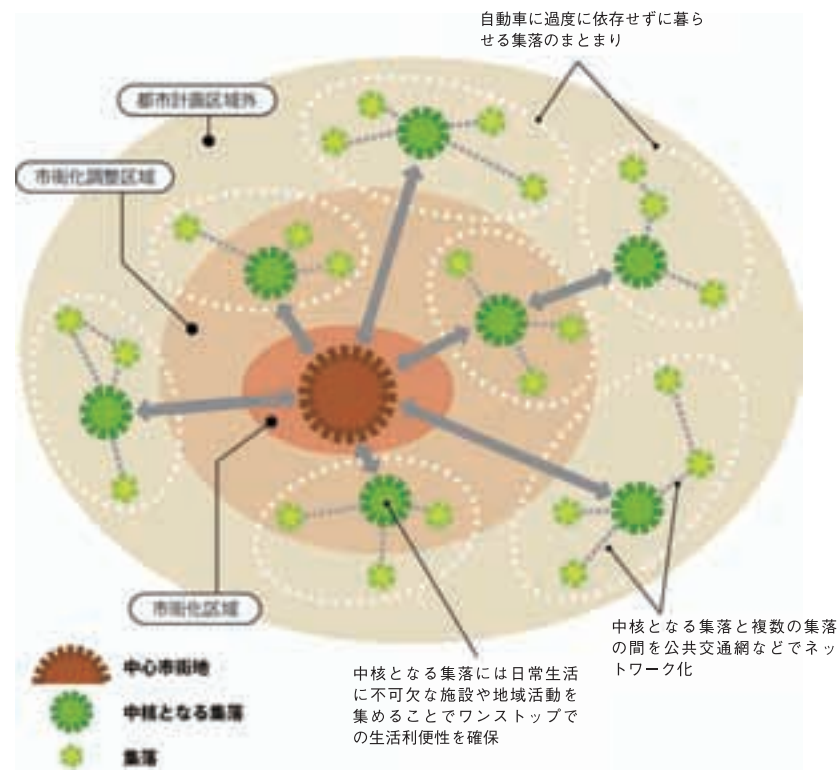 自動車に過度に依存せずに暮ら
せる集落のまとまり
都市計画区域外
市街化調整区域
市街化区域
中心市街地
中核となる集落
集落
中核となる集落には日常生活
に不可欠な施設や地域活動を
集めることでワンストップで
の生活利便性を確保
中核となる集落と複数の集落
の間を公共交通網などでネッ
トワーク化